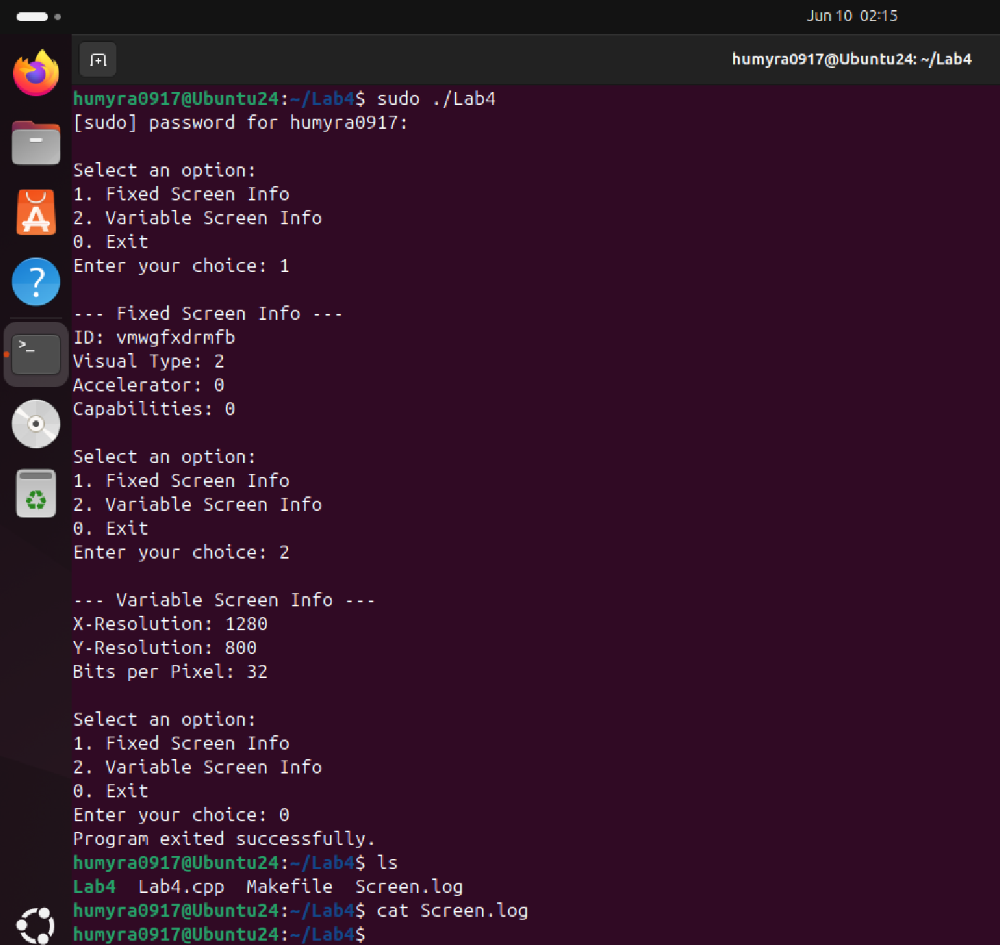 Jun 10 02:15
humyra0917@Ubuntu24: ~/Lab4
humyra0917@Ubuntu24:~/Lab4$ sudo ./Lab4
[sudo] password for humyra0917:
Select an option:
1. Fixed Screen Info
2. Variable Screen Info
0. Exit
Enter your choice: 1
--- Fixed Screen Info ---
ID: vmwgfxdrmfb
Visual Type: 2
Accelerator: 0
Capabilities: 0
Select an option:
1. Fixed Screen Info
2. Variable Screen Info
0. Exit
Enter your choice: 2
--- Variable Screen Info ---
X-Resolution: 1280
Y-Resolution: 800
Bits per Pixel: 32
Select an option:
1. Fixed Screen Info
2. Variable Screen Info
0. Exit
Enter your choice: 0
Program exited successfully.
humyra0917@Ubuntu24:~/Lab4$ ls
Lab4  Lab4.cpp  Makefile  Screen.log
humyra0917@Ubuntu24:~/Lab4$ cat Screen.log
humyra0917@Ubuntu24:~/Lab4$